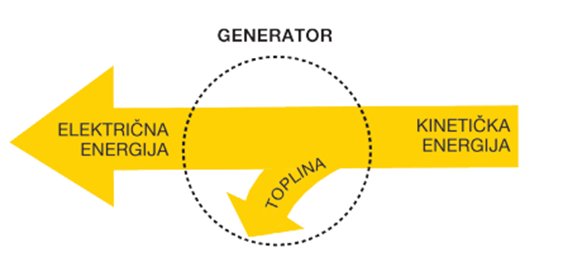 GENERATOR
ELEKTRIČNA
ENERGIJA
KINETIČKA
ENERGIJA
TOPLINA